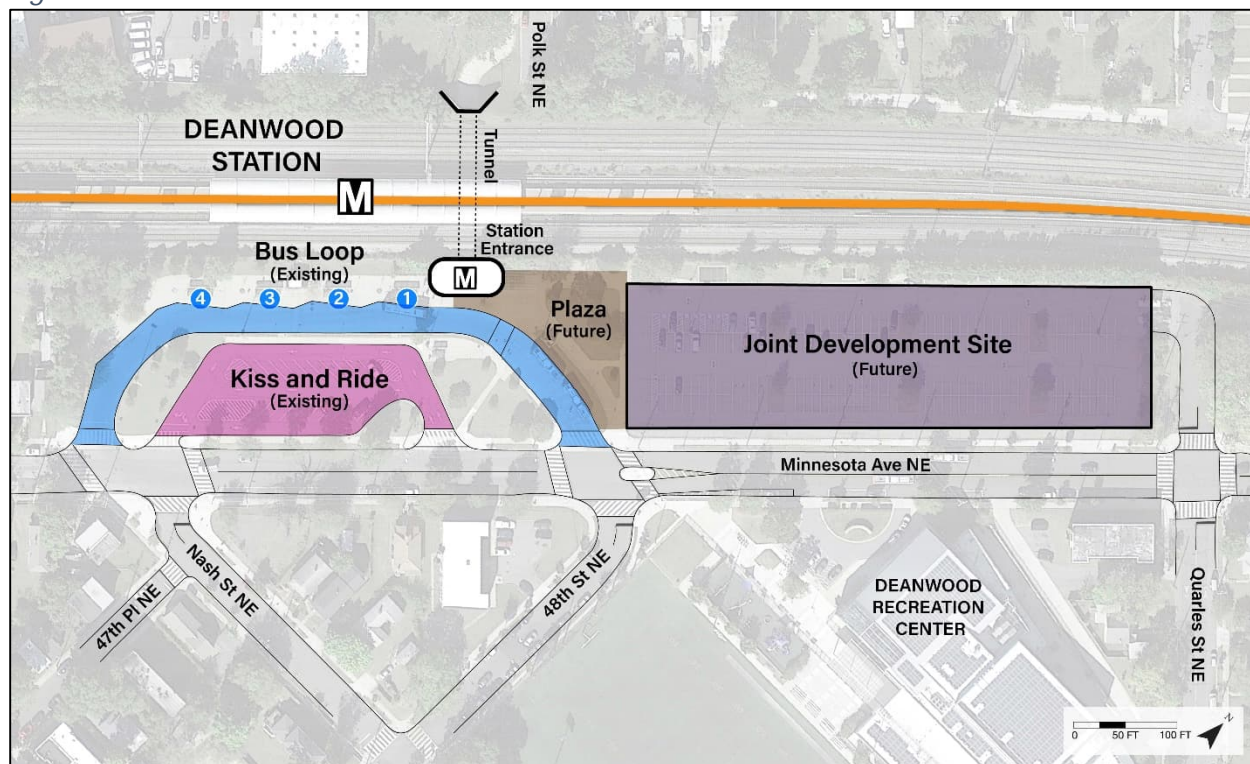 Polk St NE
DEANWOOD
STATION
Tunnel
M
Station
Entrance
M
Bus Loop
(Existing)
4
3
2
1
Plaza
(Future)
Joint Development Site
(Future)
Kiss and Ride
(Existing)
Minnesota Ave NE
47th Pl NE
Nash St NE
48th St NE
DEANWOOD
RECREATION
CENTER
Quarles St NE
N
0 50 FT 100 FT